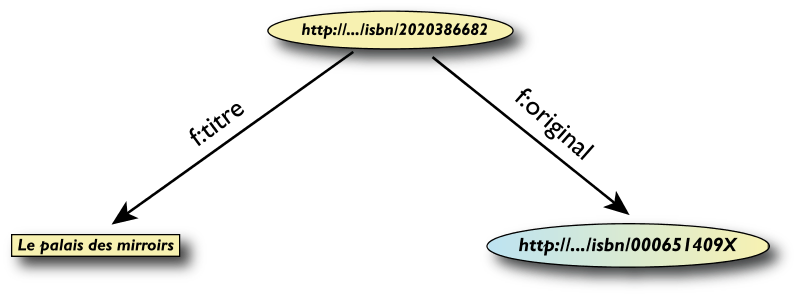 http://.../isbn/2020386682
f:titre
f:original
Le palais des mirroirs
http://.../isbn/000651409X